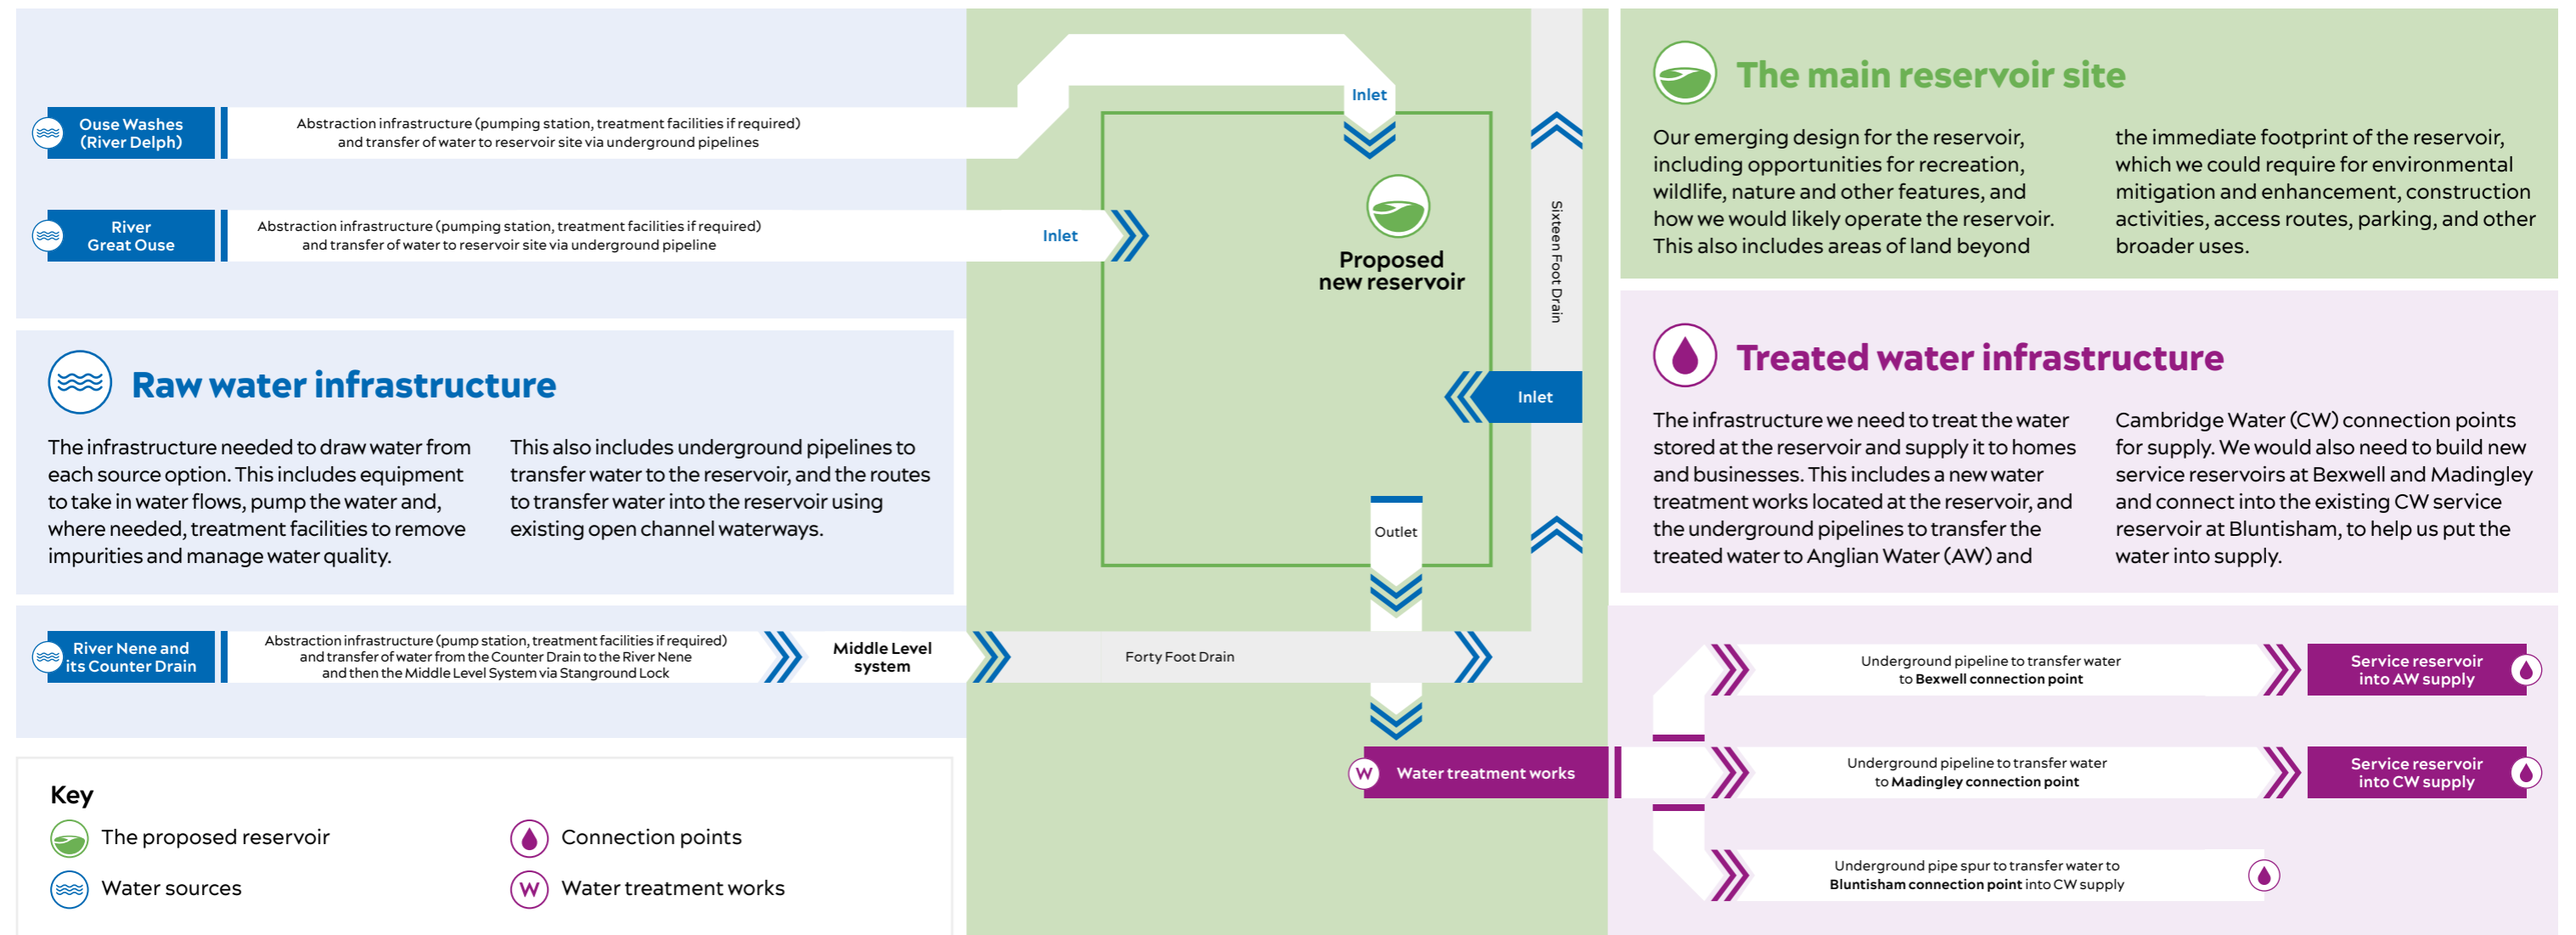 Ouse Washes
(River Delph)
Abstraction infrastructure (pumping station, treatment facilities if required)
and transfer of water to reservoir site via underground pipelines
River
Great Ouse
Abstraction infrastructure (pumping station, treatment facilities if required)
and transfer of water to reservoir site via underground pipeline
Inlet
Inlet
Proposed
new reservoir
Sixteen Foot Drain
Inlet
Outlet
The main reservoir site
Our emerging design for the reservoir,
including opportunities for recreation,
wildlife, nature and other features, and
how we would likely operate the reservoir.
This also includes areas of land beyond
the immediate footprint of the reservoir,
which we could require for environmental
mitigation and enhancement, construction
activities, access routes, parking, and other
broader uses.
Raw water infrastructure
The infrastructure needed to draw water from
each source option. This includes equipment
to take in water flows, pump the water and,
where needed, treatment facilities to remove
impurities and manage water quality.
This also includes underground pipelines to
transfer water to the reservoir, and the routes
to transfer water into the reservoir using
existing open channel waterways.
Treated water infrastructure
The infrastructure we need to treat the water
stored at the reservoir and supply it to homes
and businesses. This includes a new water
treatment works located at the reservoir, and
the underground pipelines to transfer the
treated water to Anglian Water (AW) and
Cambridge Water (CW) connection points
for supply. We would also need to build new
service reservoirs at Bexwell and Madingley
and connect into the existing CW service
reservoir at Bluntisham, to help us put the
water into supply.
River Nene and
its Counter Drain
Abstraction infrastructure (pump station, treatment facilities if required)
and transfer of water from the Counter Drain to the River Nene
and then the Middle Level System via Stanground Lock
Middle Level
system
Forty Foot Drain
W
Water treatment works
Underground pipeline to transfer water
to Bexwell connection point
Service reservoir
into AW supply
Underground pipeline to transfer water
to Madingley connection point
Service reservoir
into CW supply
Underground pipe spur to transfer water to
Bluntisham connection point into CW supply
Key
The proposed reservoir
Water sources
Connection points
W
Water treatment works